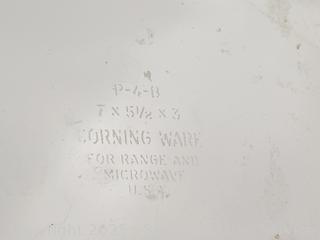 P-4-B
7 x 5½ x 3
CORNING WARE
FOR RANGE AND
MICROWAVE
U.S.A.